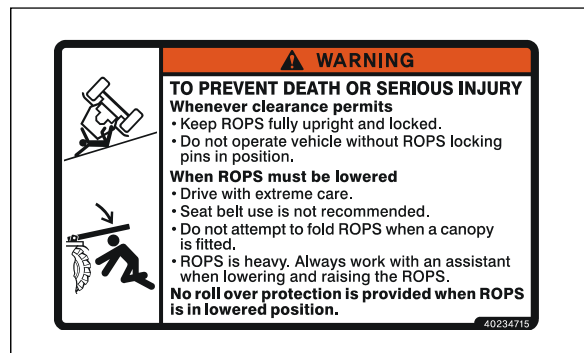 WARNING
TO PREVENT DEATH OR SERIOUS INJURY
Whenever clearance permits
• Keep ROPS fully upright and locked.
• Do not operate vehicle without ROPS locking
pins in position.
When ROPS must be lowered
• Drive with extreme care.
• Seat belt use is not recommended.
• Do not attempt to fold ROPS when a canopy
is fitted.
• ROPS is heavy. Always work with an assistant
when lowering and raising the ROPS.
No roll over protection is provided when ROPS
is in lowered position.
40234715